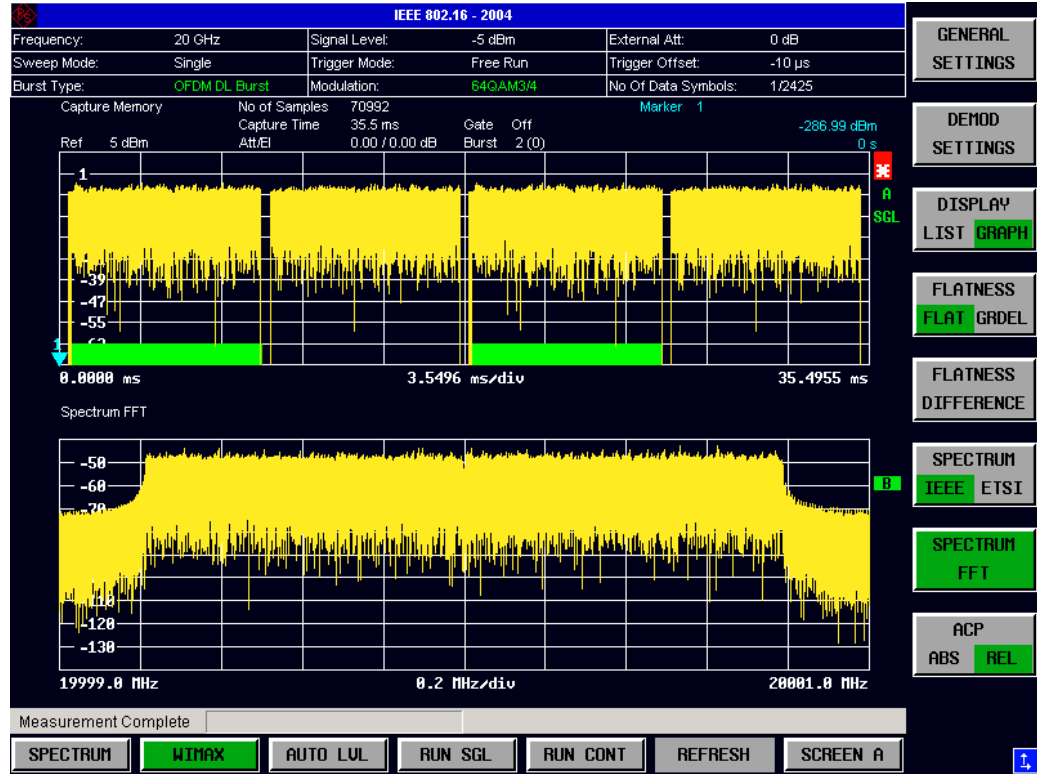 IEEE 802.16 - 2004
Frequency: 20 GHz Signal Level: -5 dBm External Att: 0 dB
Sweep Mode: Single Trigger Mode: Free Run Trigger Offset: -10 µs
Burst Type: OFDM DL Burst Modulation: 64QAM3/4 No Of Data Symbols: 1/2425
Capture Memory No of Samples 70992 Marker 1
Capture Time 35.5 ms Gate Off -286.99 dBm
Ref 5 dBm Att/El 0.00 / 0.00 dB Burst 2 (0) 0 s
1
A
SGL
-39
-47
-55
1
0.0000 ms 3.5496 ms/div 35.4955 ms
Spectrum FFT
-50
-60
B
-70
-110
-120
-130
19999.0 MHz 0.2 MHz/div 20001.0 MHz
Measurement Complete
SPECTRUM WIMAX AUTO LVL RUN SGL RUN CONT REFRESH SCREEN A
GENERAL
SETTINGS
DEMOD
SETTINGS
DISPLAY
LIST GRAPH
FLATNESS
FLAT GRDEL
FLATNESS
DIFFERENCE
SPECTRUM
IEEE ETSI
SPECTRUM
FFT
ACP
ABS REL